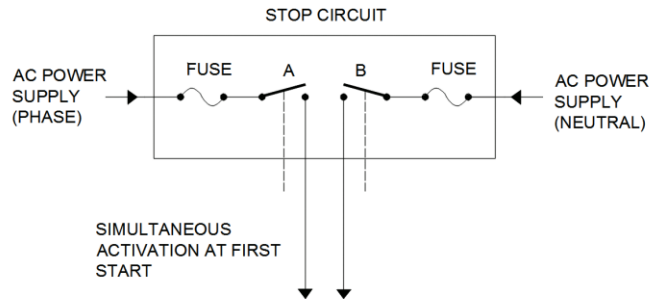 STOP CIRCUIT
AC POWER
SUPPLY
(PHASE)
FUSE
A
B
FUSE
AC POWER
SUPPLY
(NEUTRAL)
SIMULTANEOUS
ACTIVATION AT FIRST
START